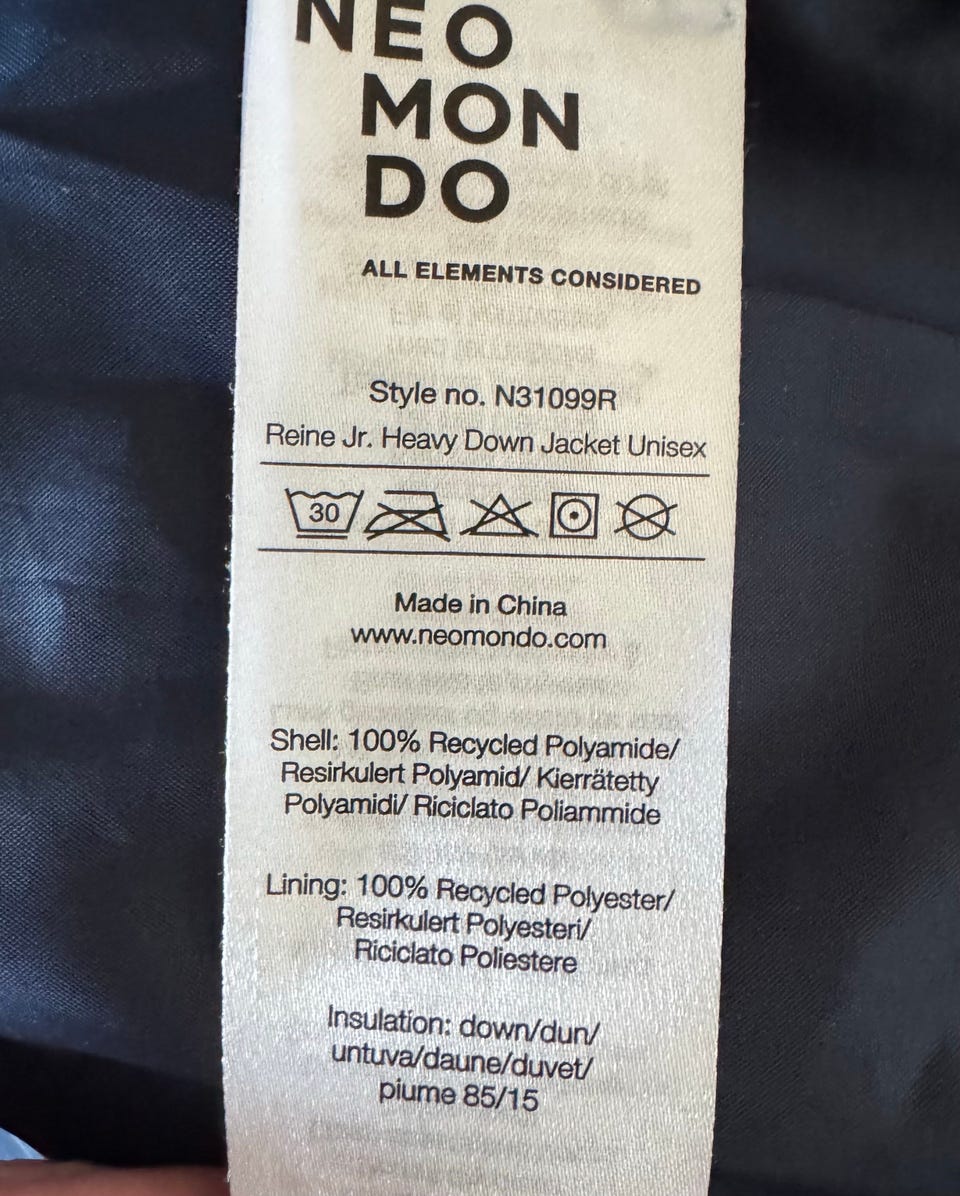 NEO
MON
DO
ALL ELEMENTS CONSIDERED
Style no. N31099R
Reine Jr. Heavy Down Jacket Unisex
30
Made in China
www.neomondo.com
Shell: 100% Recycled Polyamide/
Resirkulert Polyamid/ Kierrätetty
Polyamidi/ Riciclato Poliammide
Lining: 100% Recycled Polyester/
Resirkulert Polyesteri/
Riciclato Poliestere
Insulation: down/dun/
untuva/daune/duvet/
piume 85/15